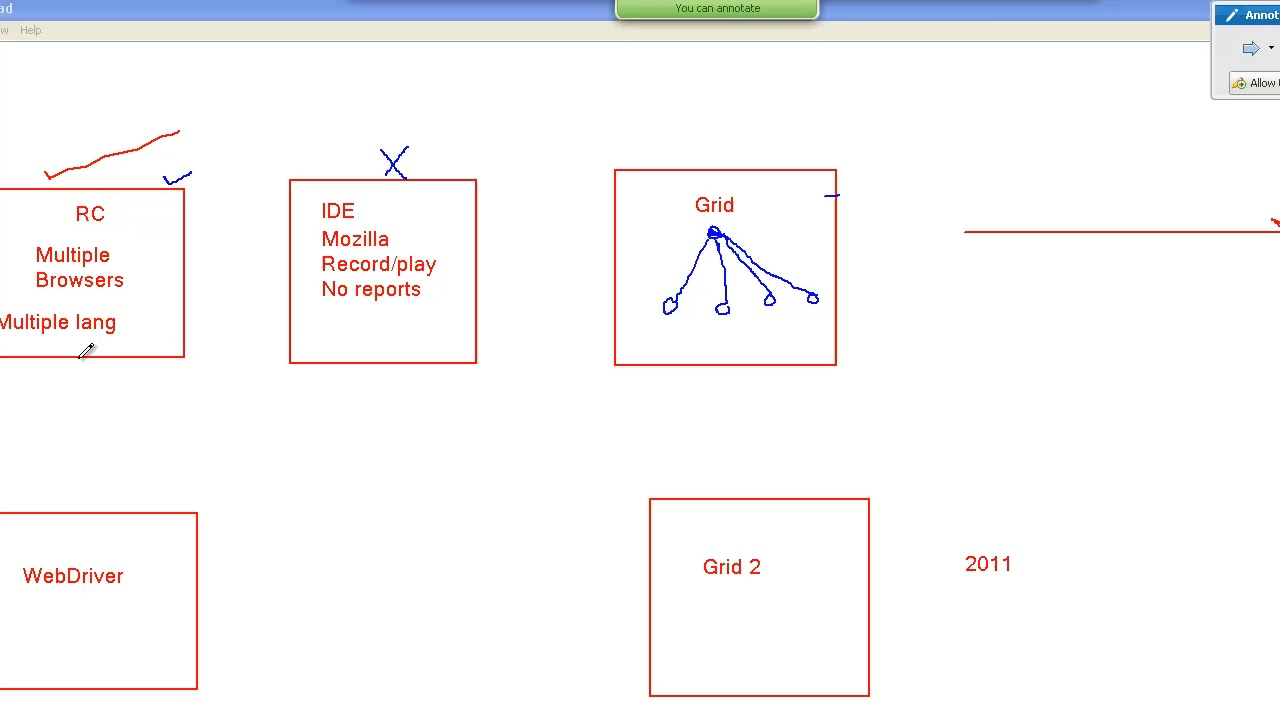 ad
w Help
You can annotate
Annot
Allow
RC
Multiple
Browsers
Multiple lang
IDE
Mozilla
Record/play
No reports
Grid
WebDriver
Grid 2
2011